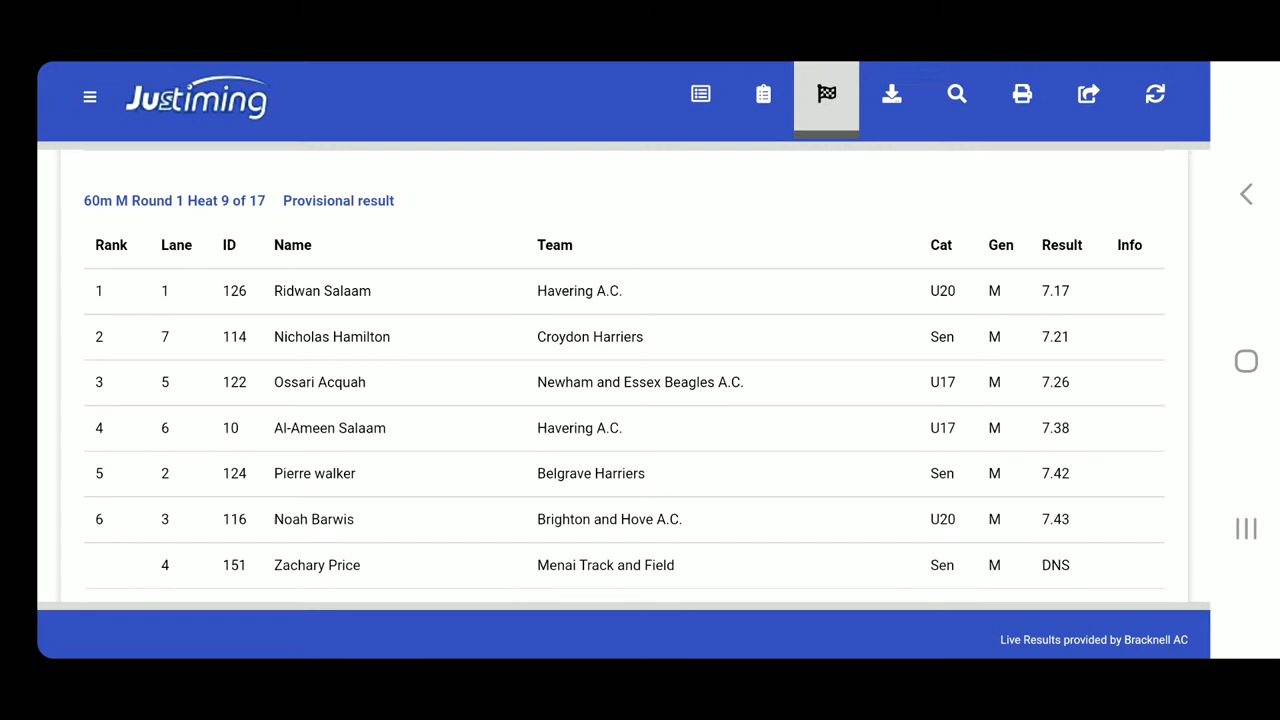 Justiming
60m M Round 1 Heat 9 of 17 Provisional result
Rank Lane ID Name Team Cat Gen Result Info
1 1 126 Ridwan Salaam Havering A.C. U20 M 7.17
2 7 114 Nicholas Hamilton Croydon Harriers Sen M 7.21
3 5 122 Ossari Acquah Newham and Essex Beagles A.C. U17 M 7.26
4 6 10 Al-Ameen Salaam Havering A.C. U17 M 7.38
5 2 124 Pierre walker Belgrave Harriers Sen M 7.42
6 3 116 Noah Barwis Brighton and Hove A.C. U20 M 7.43
4 151 Zachary Price Menai Track and Field Sen M DNS
Live Results provided by Bracknell AC